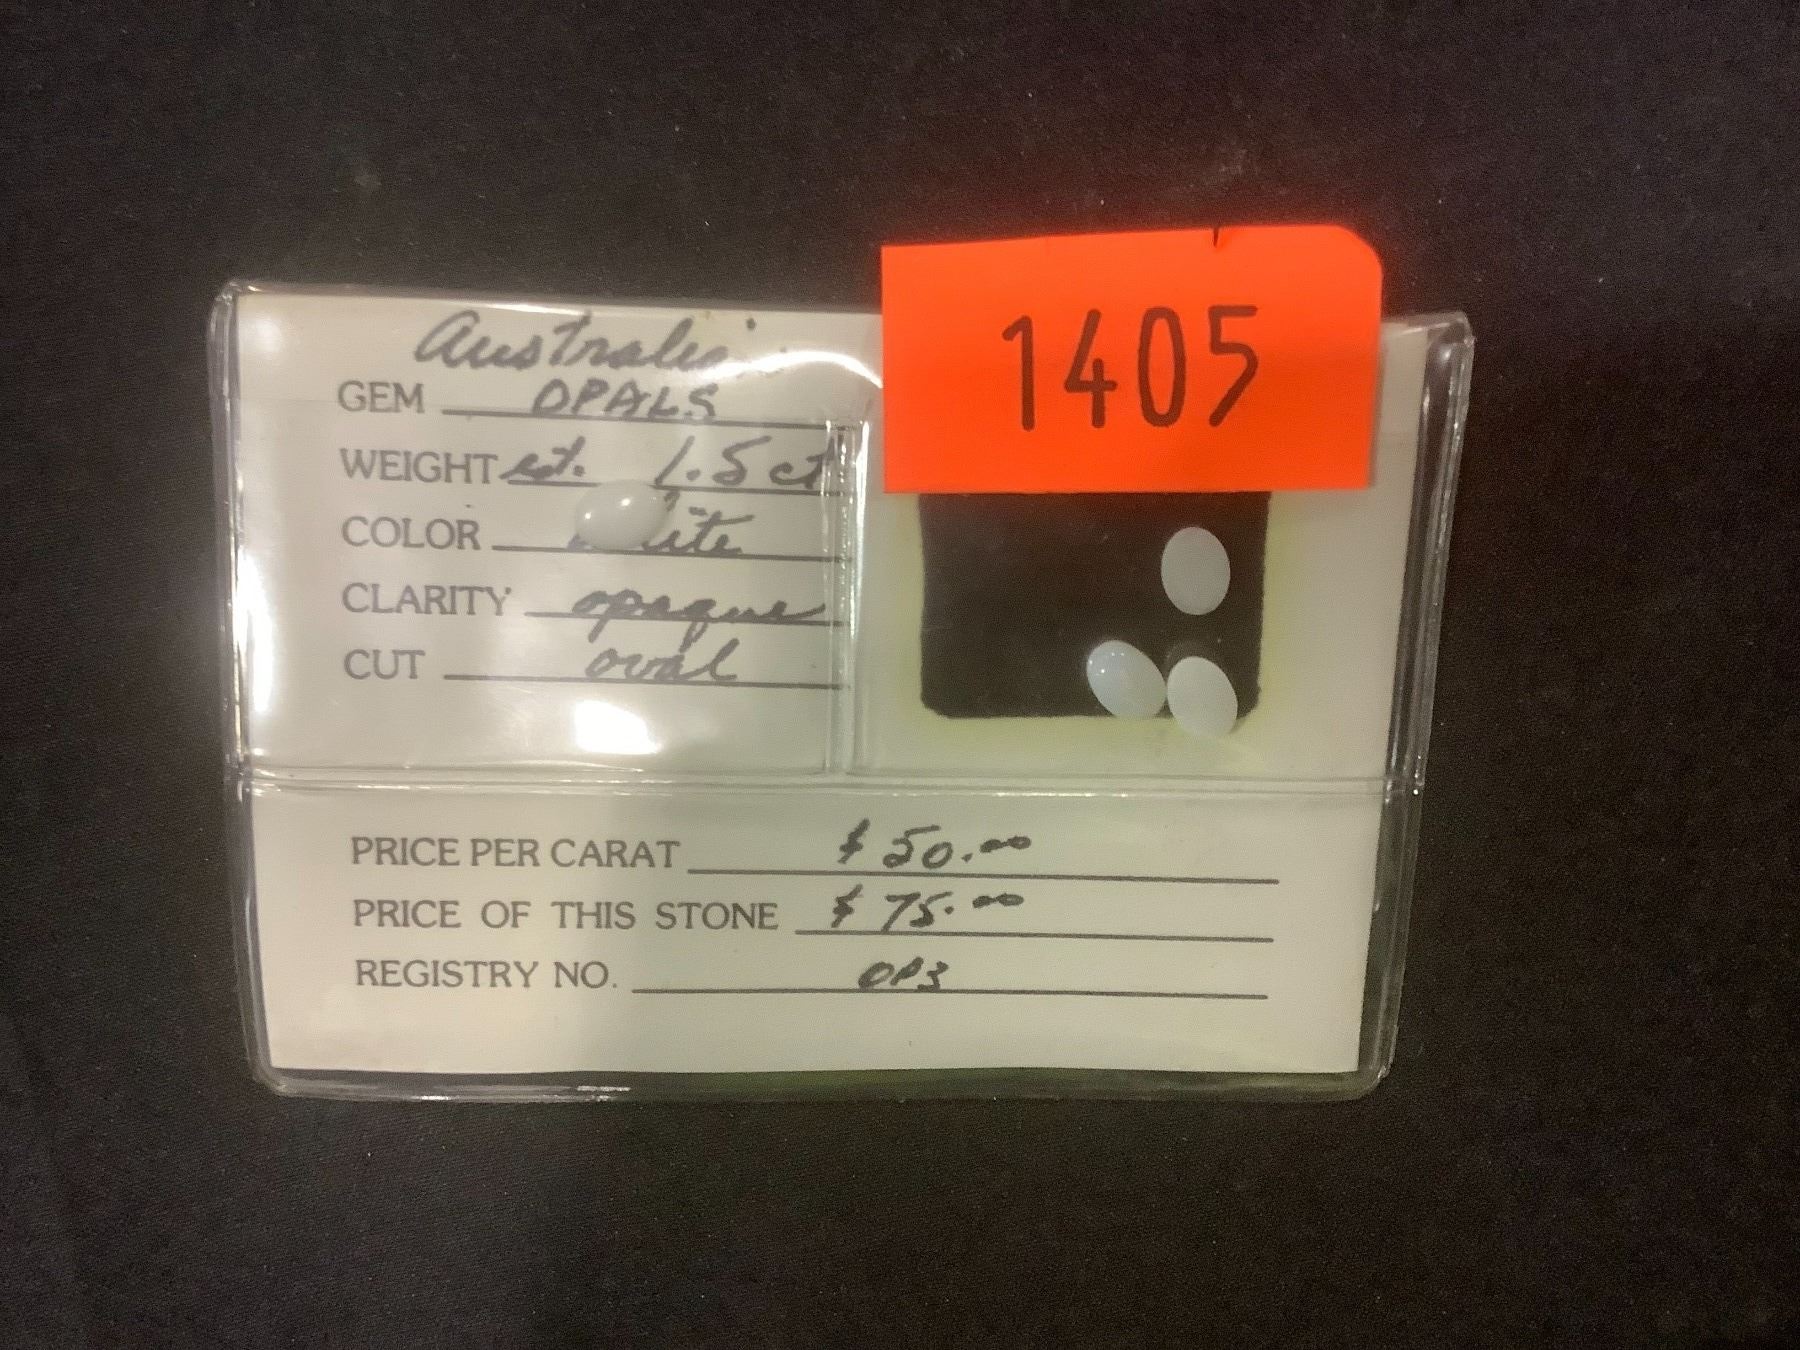 1405
Australia
GEM OPALS
WEIGHT est. 1.5 ct
COLOR
CLARITY opaque
CUT oval
PRICE PER CARAT $ 50.00
PRICE OF THIS STONE $ 75.00
REGISTRY NO. OP3